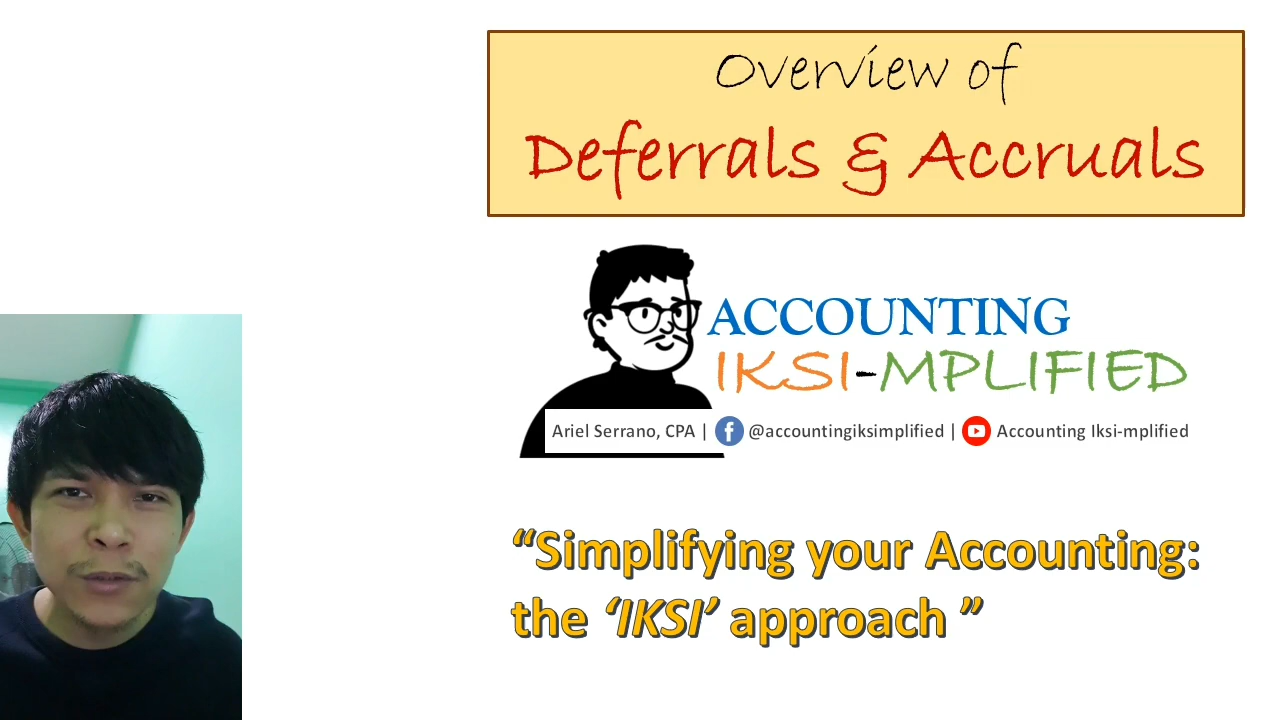 Overview of
Deferrals & Accruals
ACCOUNTING
IKSI-MPLIFIED
Ariel Serrano, CPA | @accountingiksimplified | Accounting Iksi-mplified
“Simplifying your Accounting:
the ‘IKSI’ approach ”